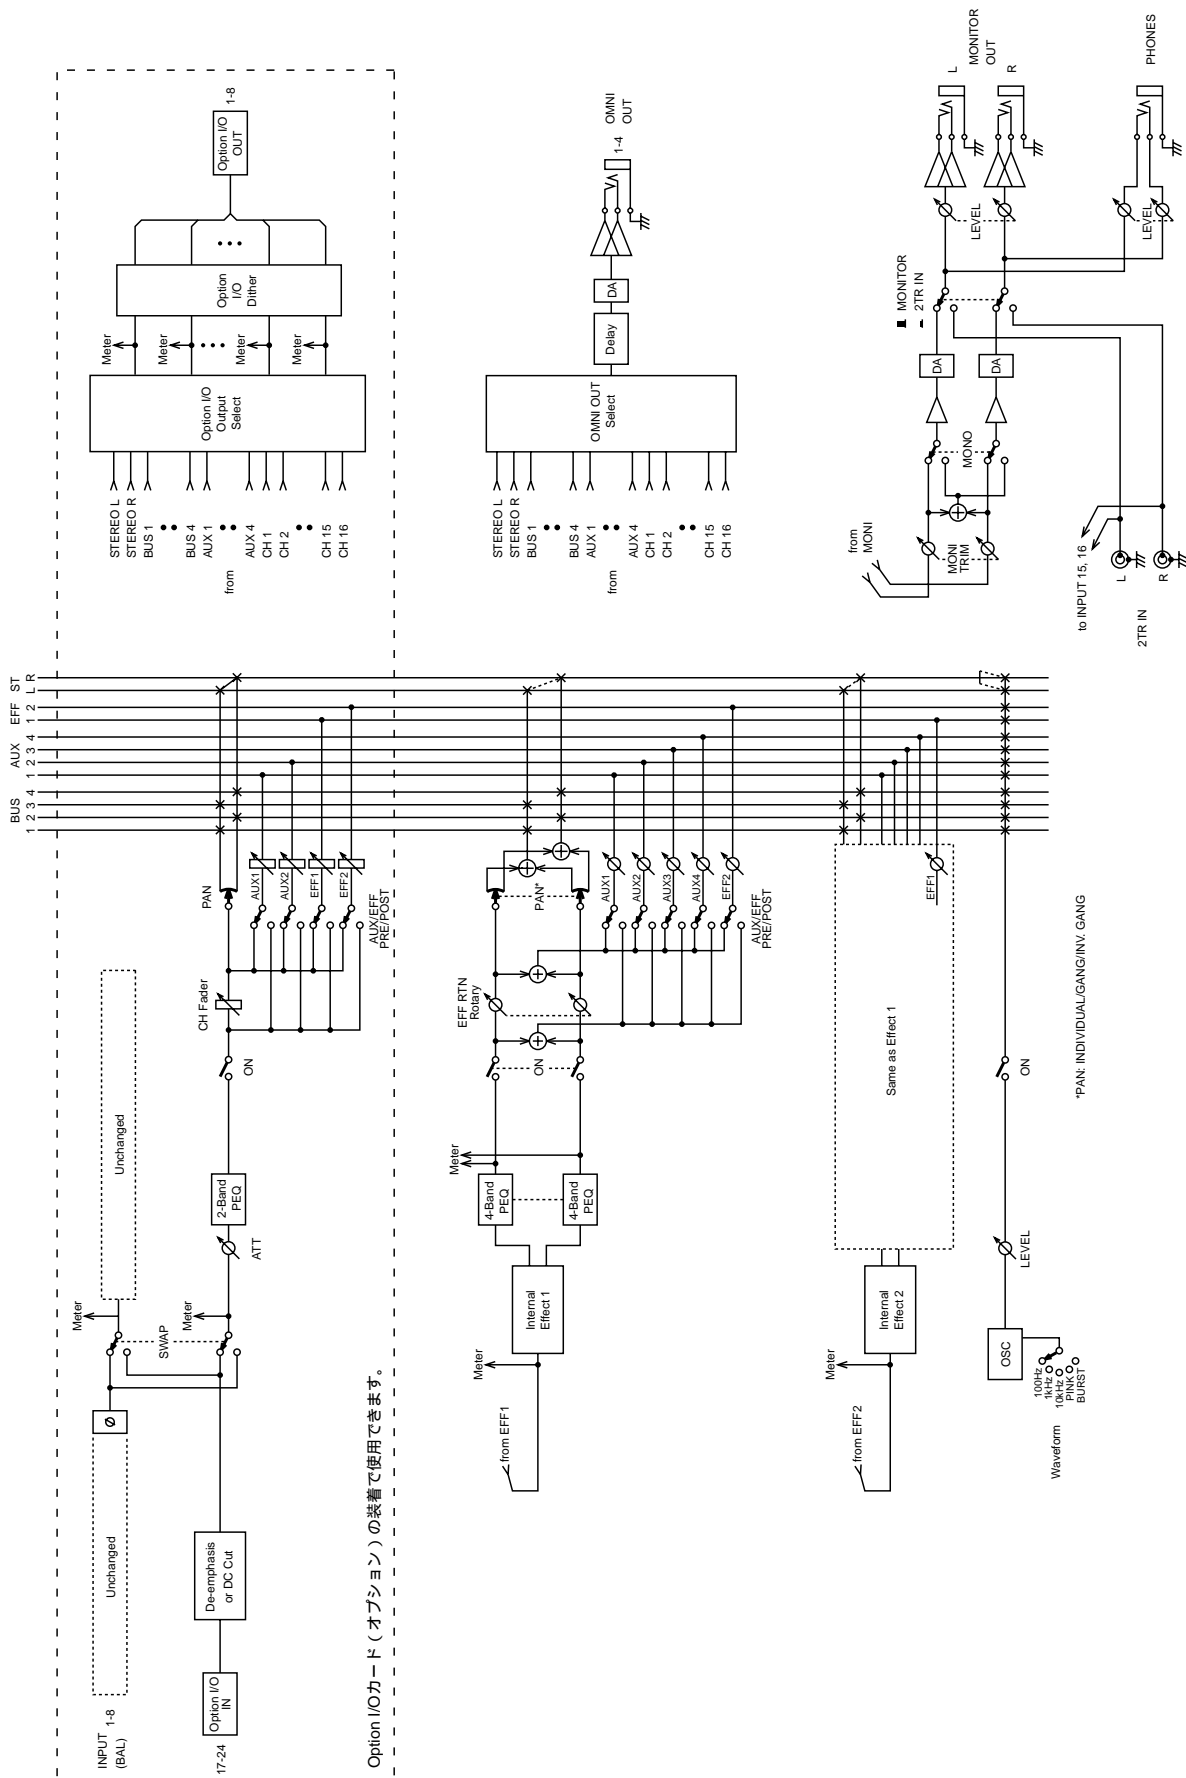 INPUT 1-8
(BAL)
Unchanged
Ø
SWAP
Meter
Unchanged
Option I/O
IN
17-24
De-emphasis
or DC Cut
Meter
ATT
2-Band
PEQ
ON
CH Fader
PAN
AUX1
AUX2
EFF1
EFF2
AUX/EFF
PRE/POST
Option I/Oカード（オプション）の装着で使用できます。
BUS
1
2
3
4
AUX
1
2
3
4
EFF
1
2
ST
L
R
from
STEREO L
STEREO R
BUS 1
BUS 4
AUX 1
AUX 4
CH 1
CH 2
CH 15
CH 16
Option I/O
Output
Select
Meter
Meter
Meter
Meter
Option
I/O
Dither
Option I/O
OUT
1-8
from EFF1
Meter
Internal
Effect 1
4-Band
PEQ
4-Band
PEQ
Meter
ON
EFF RTN
Rotary
PAN*
AUX1
AUX2
AUX3
AUX4
EFF2
AUX/EFF
PRE/POST
from
STEREO L
STEREO R
BUS 1
BUS 4
AUX 1
AUX 4
CH 1
CH 2
CH 15
CH 16
OMNI OUT
Select
Delay
DA
1-4
OMNI
OUT
from EFF2
Meter
Internal
Effect 2
Same as Effect 1
EFF1
OSC
Waveform
100Hz
1kHz
10kHz
PINK
BURST
LEVEL
ON
*PAN: INDIVIDUAL/GANG/INV. GANG
from
MONI
MONI
TRIM
MONO
DA
DA
MONITOR
2TR IN
LEVEL
L
MONITOR
OUT
R
LEVEL
PHONES
to INPUT 15, 16
2TR IN
L
R